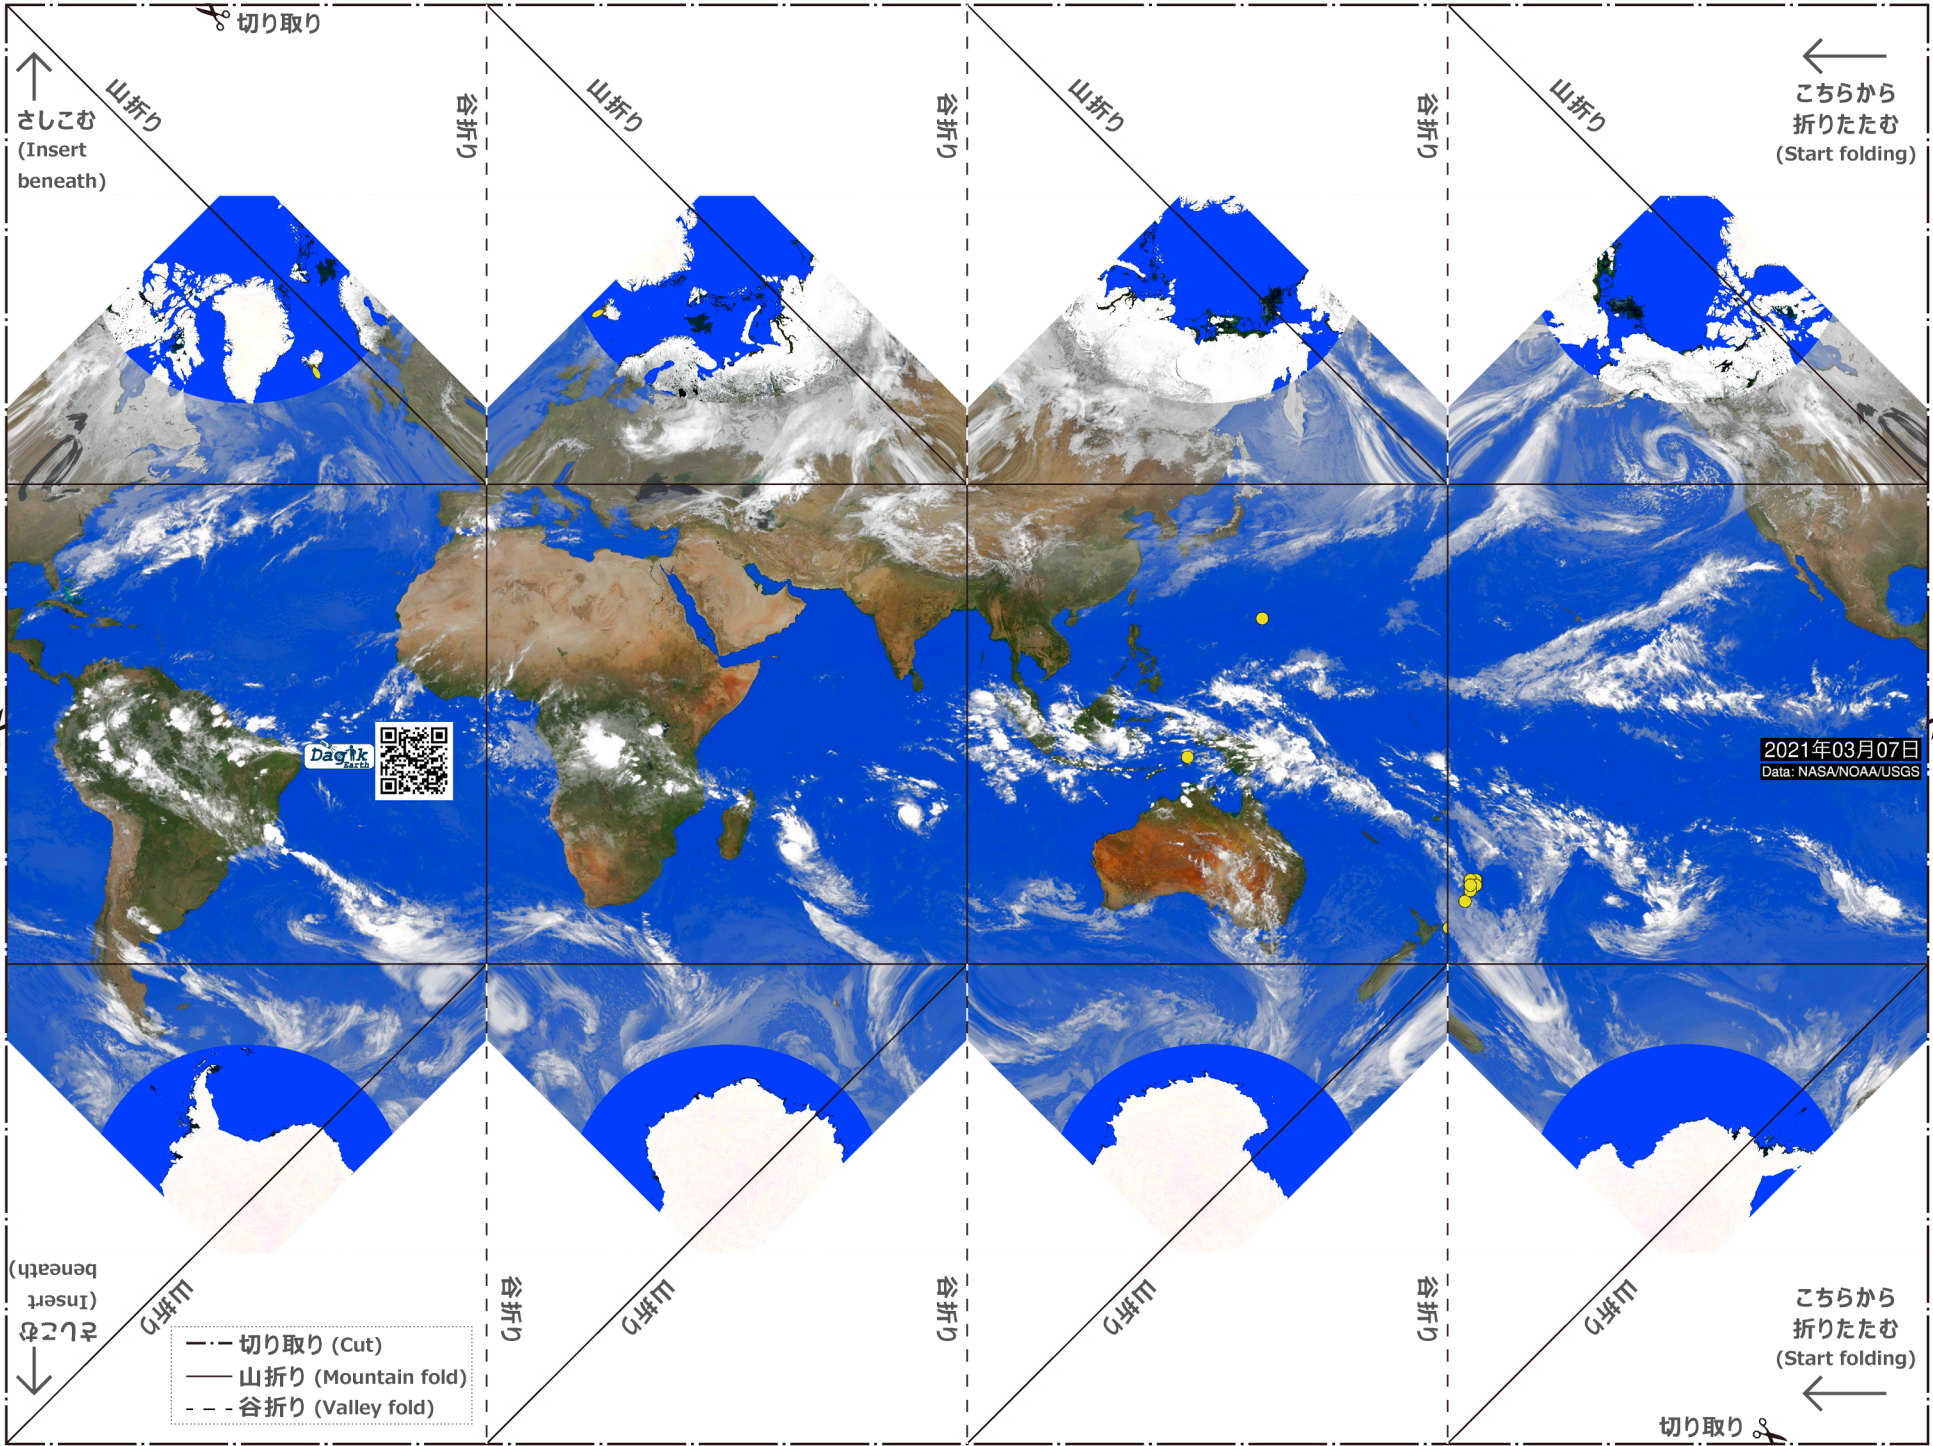 切り取り
山折り
谷折り
山折り
谷折り
山折り
谷折り
山折り
こちらから
折りたたむ
(Start folding)
さしこむ
(Insert
beneath)
Dagik
Earth
2021年03月07日
Data: NASA/NOAA/USGS
さしこむ
(Insert
beneath)
山折り
谷折り
山折り
谷折り
山折り
谷折り
山折り
こちらから
折りたたむ
(Start folding)
切り取り (Cut)
山折り (Mountain fold)
谷折り (Valley fold)
切り取り